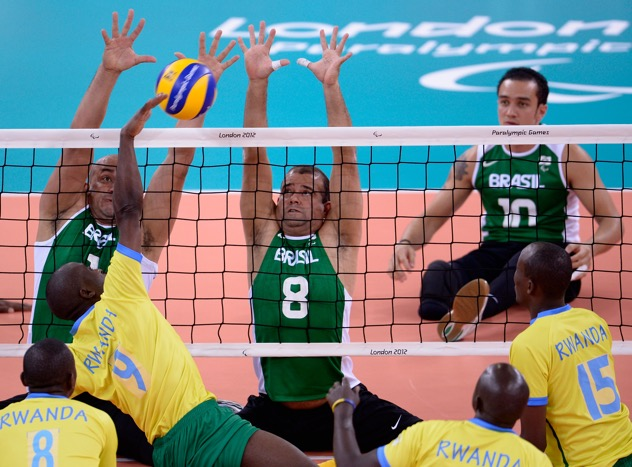 London
Paralympic
london 2012
Paralympic Games
BRASIL
BRASIL
8
BRASIL
10
London 2012
RWANDA
9
RWANDA
15
RWANDA
8
RWANDA